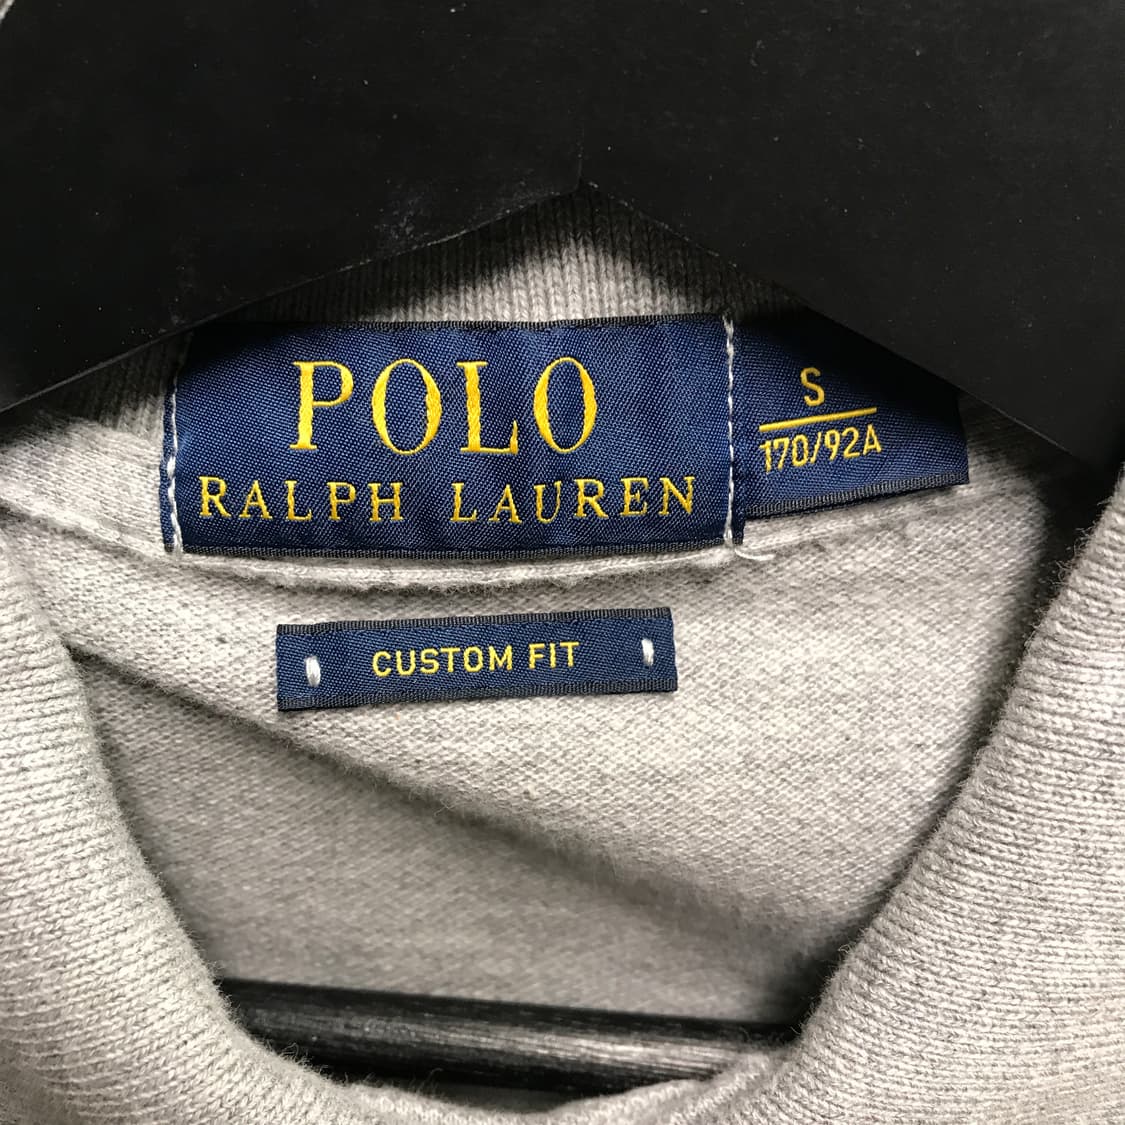 POLO
RALPH LAUREN
S
170/92A
CUSTOM FIT